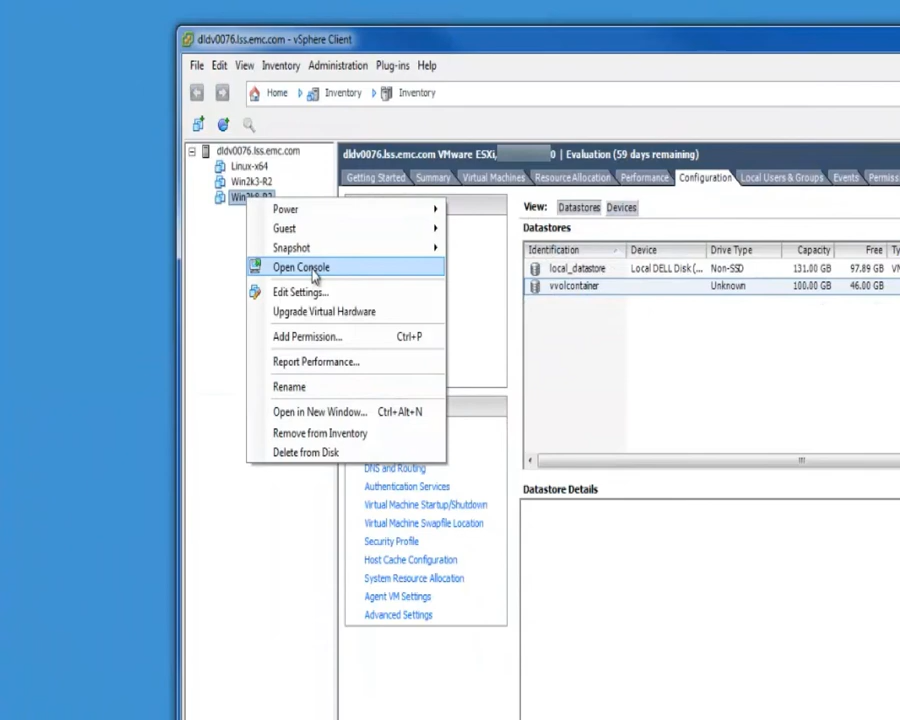 dldv0076.lss.emc.com - vSphere Client
File Edit View Inventory Administration Plug-ins Help
Home Inventory Inventory
dldv0076.lss.emc.com
Linux-x64
Win2k3-R2
dldv0076.lss.emc.com VMware ESXi, 0 | Evaluation (59 days remaining)
Getting Started Summary Virtual Machines Resource Allocation Performance Configuration Local Users & Groups Events Permiss
Power
Guest
Snapshot
Open Console
Edit Settings...
Upgrade Virtual Hardware
Add Permission... Ctrl+P
Report Performance...
Rename
Open in New Window... Ctrl+Alt+N
Remove from Inventory
Delete from Disk
DNS and Routing
Authentication Services
Virtual Machine Startup/Shutdown
Virtual Machine Swapfile Location
Security Profile
Host Cache Configuration
System Resource Allocation
Agent VM Settings
Advanced Settings
View: Datastores Devices
Datastores
Identification Device Drive Type Capacity Free Ty
local_datastore Local DELL Disk (... Non-SSD 131.00 GB 97.89 GB VN
vvolcontainer Unknown 100.00 GB 46.00 GB
Datastore Details